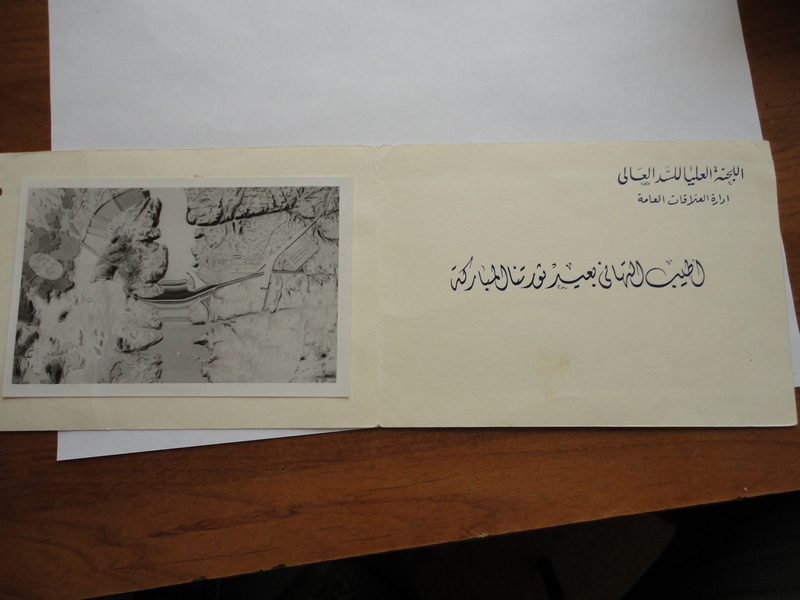 اللجنة العليا للسد العالى
ادارة العلاقات العامة
اطيب التهانى بعيد ثورتنا المباركة